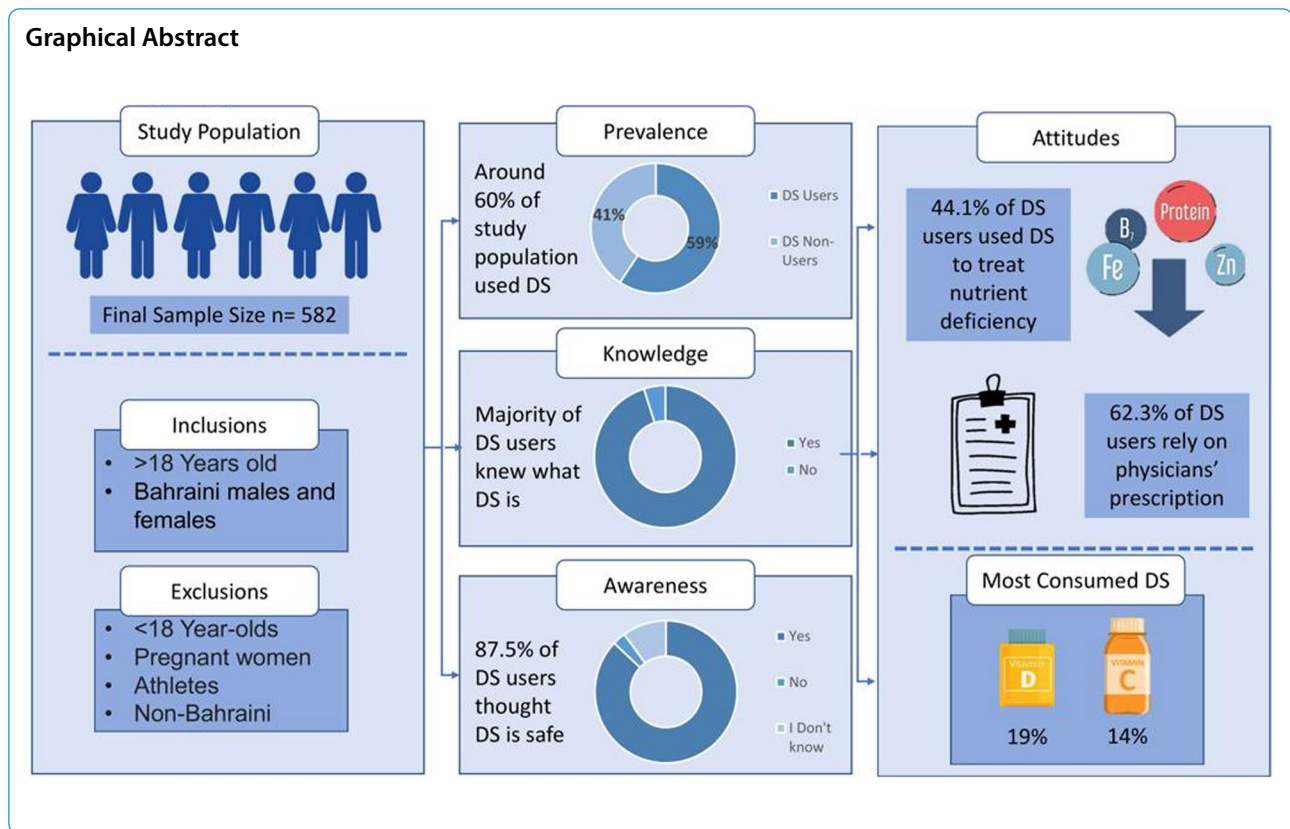 Graphical Abstract
Study Population
Final Sample Size n= 582
Inclusions
• >18 Years old
• Bahraini males and
females
Exclusions
• <18 Year-olds
• Pregnant women
• Athletes
• Non-Bahraini
Prevalence
Around
60% of
study
population
used DS
41%
59%
DS Users
DS Non-
Users
Knowledge
Majority of
DS users
knew what
DS is
Yes
No
Awareness
87.5% of
DS users
thought
DS is safe
Yes
No
I Don't
know
Attitudes
44.1% of DS
users used DS
to treat
nutrient
deficiency
B7
Protein
Fe
Zn
62.3% of DS
users rely on
physicians'
prescription
Most Consumed DS
Vitamin
D
VITAMIN
C
19%
14%